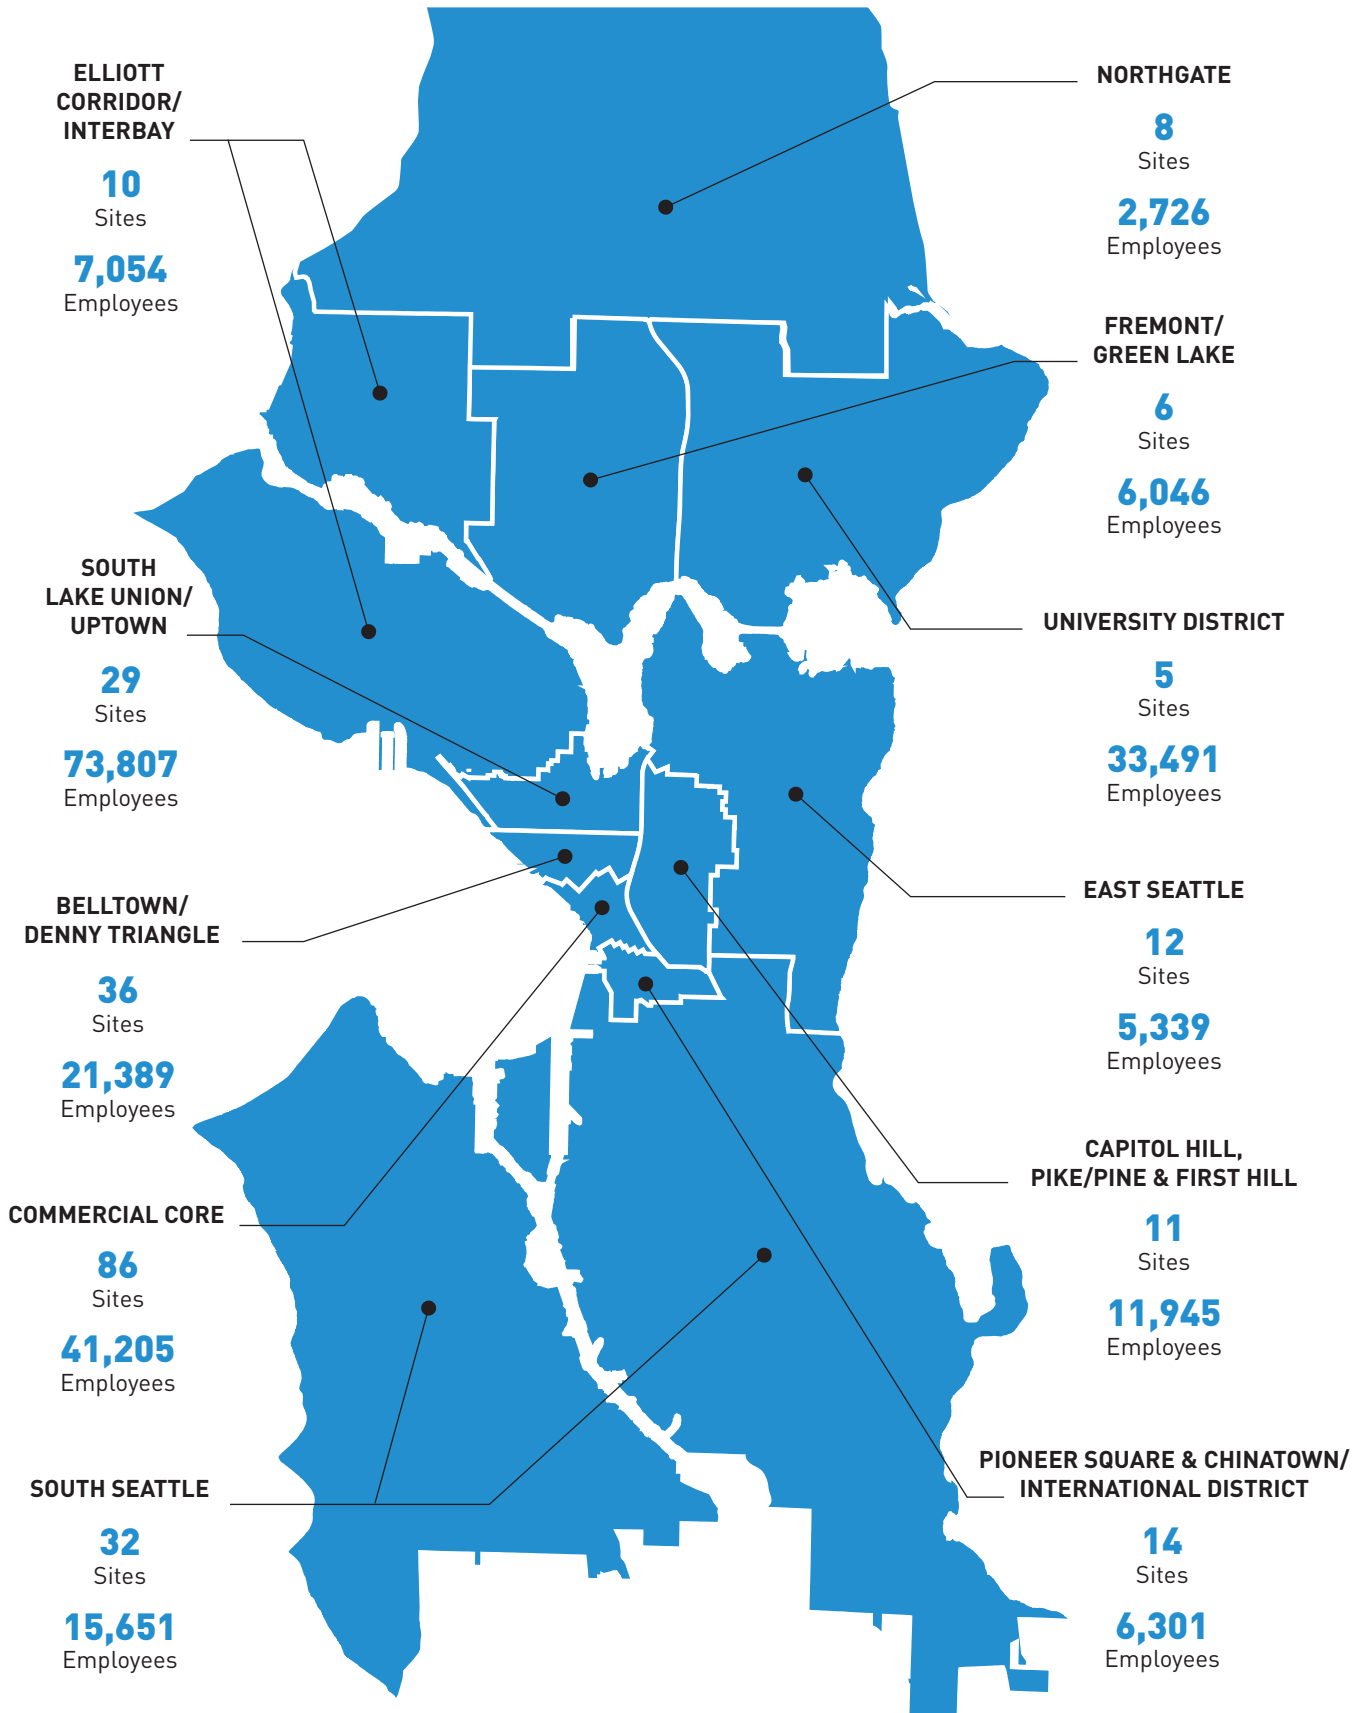 ELLIOTT
CORRIDOR/
INTERBAY
10
Sites
7,054
Employees
SOUTH
LAKE UNION/
UPTOWN
29
Sites
73,807
Employees
BELLTOWN/
DENNY TRIANGLE
36
Sites
21,389
Employees
COMMERCIAL CORE
86
Sites
41,205
Employees
SOUTH SEATTLE
32
Sites
15,651
Employees
NORTHGATE
8
Sites
2,726
Employees
FREMONT/
GREEN LAKE
6
Sites
6,046
Employees
UNIVERSITY DISTRICT
5
Sites
33,491
Employees
EAST SEATTLE
12
Sites
5,339
Employees
CAPITOL HILL,
PIKE/PINE & FIRST HILL
11
Sites
11,945
Employees
PIONEER SQUARE & CHINATOWN/
INTERNATIONAL DISTRICT
14
Sites
6,301
Employees